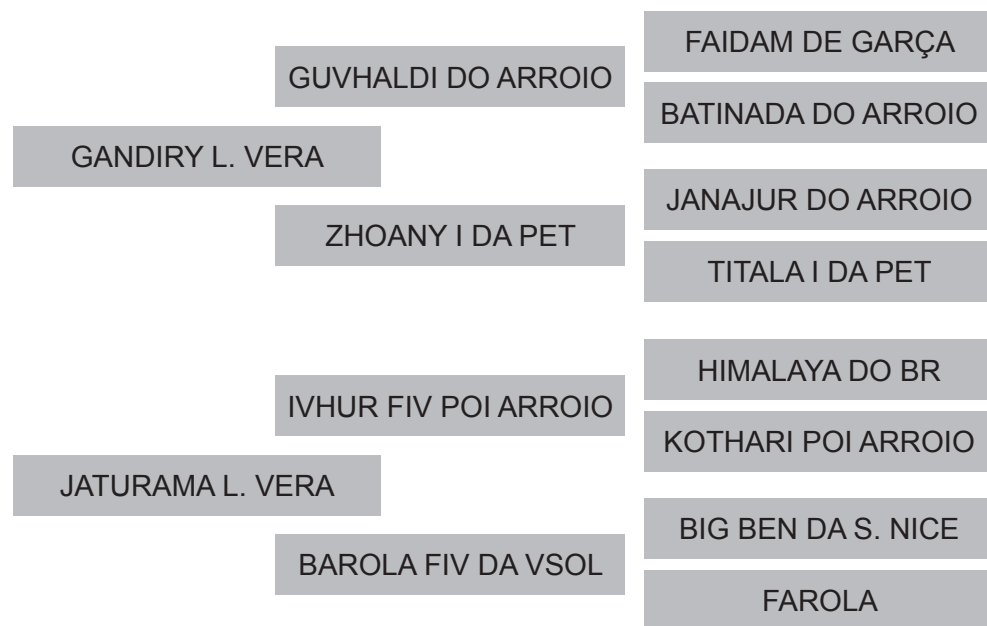 FAIDAM DE GARÇA
GUVHALDI DO ARROIO
BATINADA DO ARROIO
GANDIRY L. VERA
JANAJUR DO ARROIO
ZHOANY I DA PET
TITALA I DA PET
HIMALAYA DO BR
IVHUR FIV POI ARROIO
KOTHARI POI ARROIO
JATURAMA L. VERA
BIG BEN DA S. NICE
BAROLA FIV DA VSOL
FAROLA